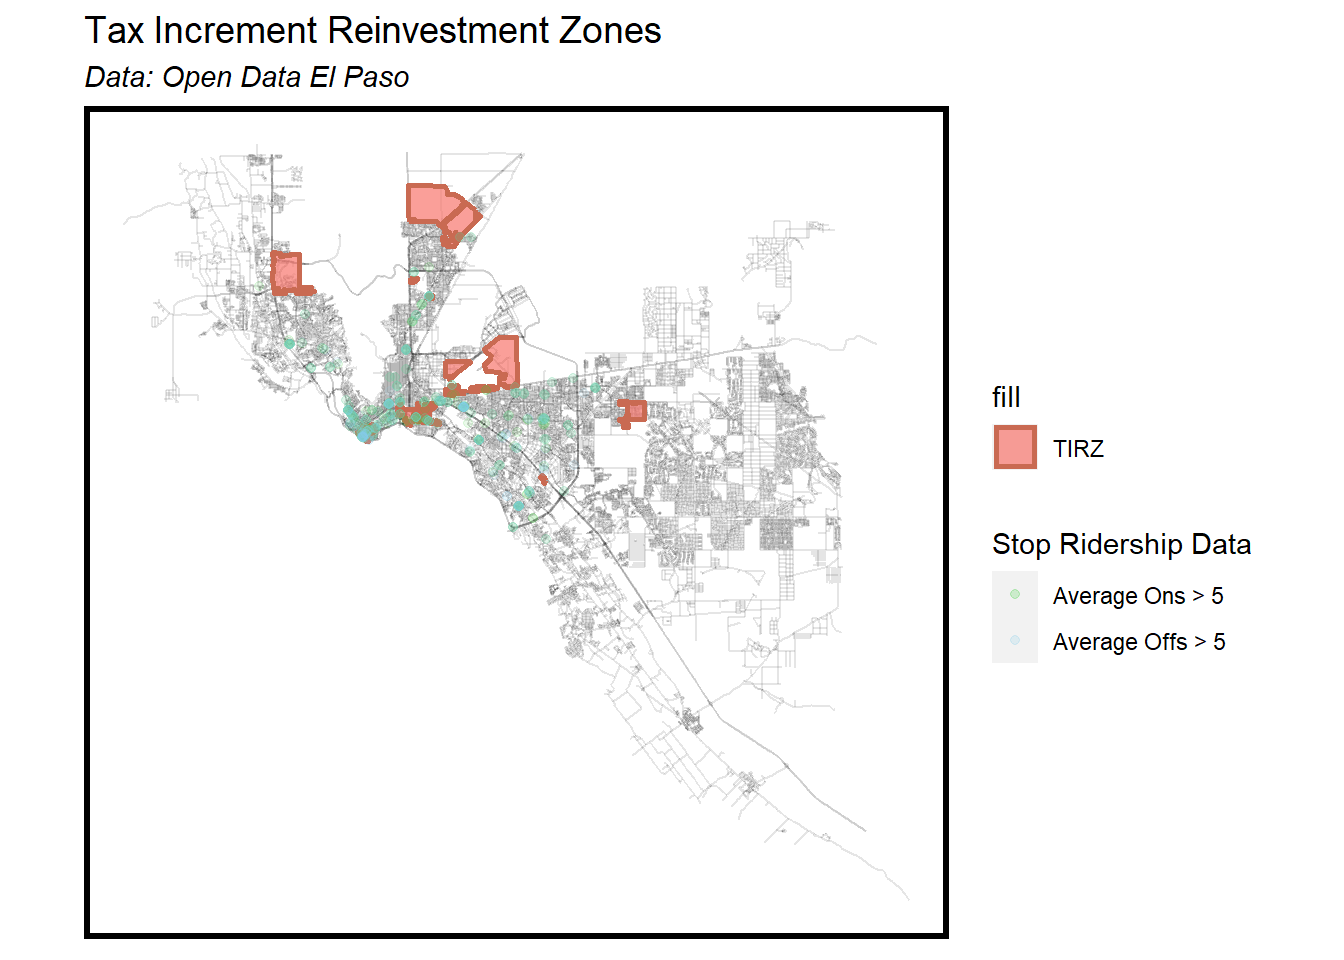 Tax Increment Reinvestment Zones
Data: Open Data El Paso
fill
TIRZ
Stop Ridership Data
Average Ons > 5
Average Offs > 5